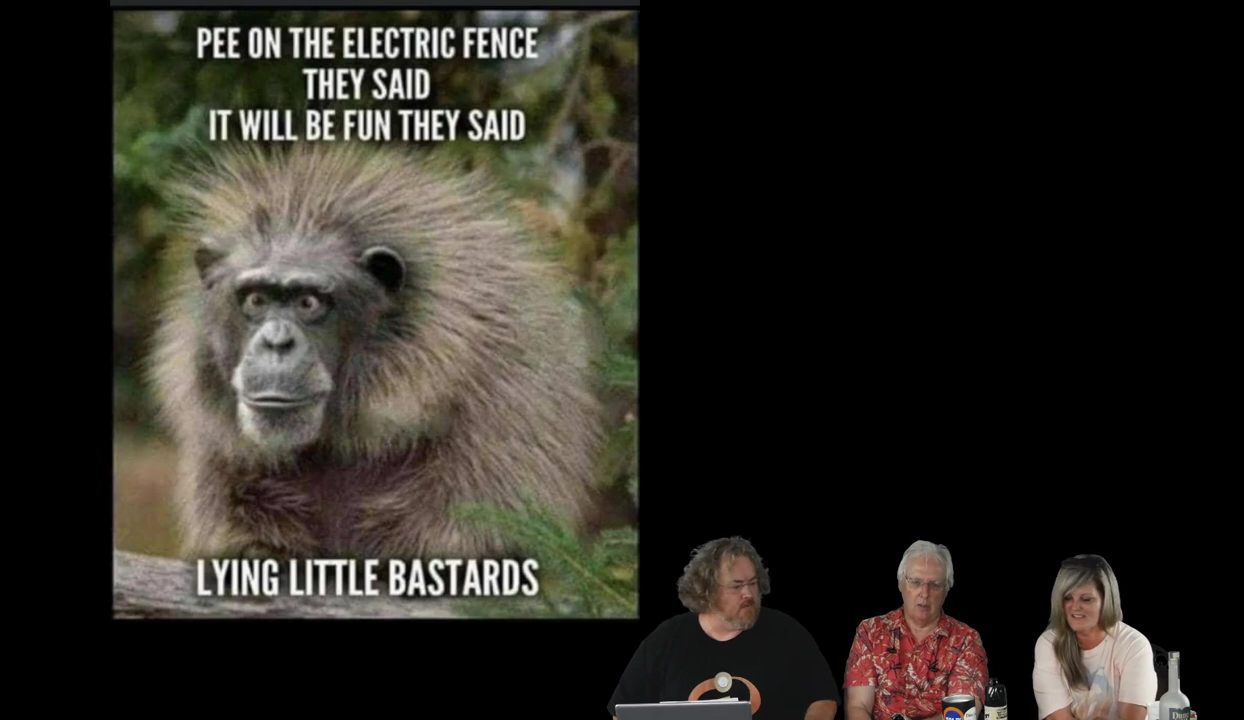 PEE ON THE ELECTRIC FENCE
THEY SAID
IT WILL BE FUN THEY SAID
LYING LITTLE BASTARDS